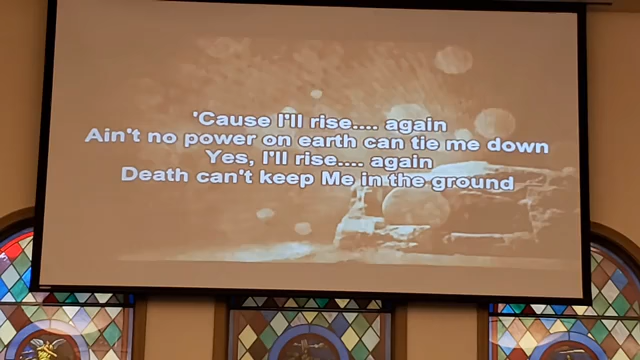 'Cause I'll rise.... again
Ain't no power on earth can tie me down
Yes, I'll rise.... again
Death can't keep Me in the ground